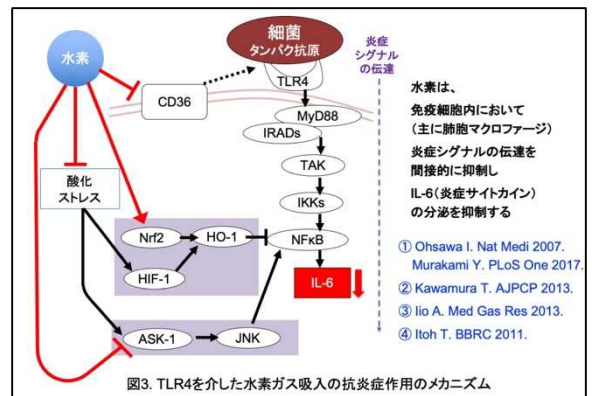 水素
細菌
タンパク抗原
TLR4
炎症
シグナル
の伝達
CD36
MyD88
IRADs
TAK
IKKs
酸化
ストレス
Nrf2
HO-1
NFκB
HIF-1
IL-6
ASK-1
JNK
水素は、
免疫細胞内において
（主に肺胞マクロファージ）
炎症シグナルの伝達を
間接的に抑制し
IL-6（炎症サイトカイン）
の分泌を抑制する
① Ohsawa I. Nat Medi 2007.
Murakami Y. PLoS One 2017.
② Kawamura T. AJPCP 2013.
③ Iio A. Med Gas Res 2013.
④ Itoh T. BBRC 2011.
図3. TLR4を介した水素ガス吸入の抗炎症作用のメカニズム